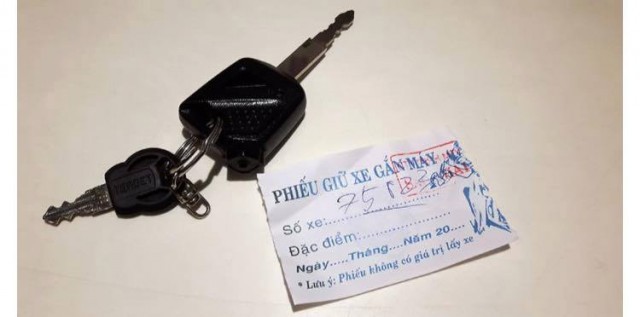 PHIẾU GIỮ XE GẮN MÁY
Số xe:
Đặc điểm:
Ngày.....Tháng....Năm 20....
* Lưu ý: Phiếu không có giá trị lấy xe